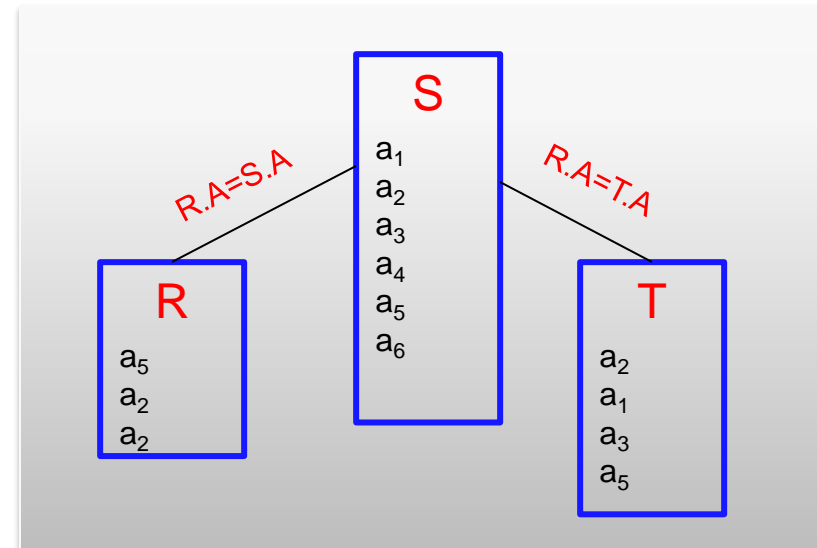 S
a₁
a₂
a₃
a₄
a₅
a₆
R.A=S.A
R.A=T.A
R
a₅
a₂
a₂
T
a₂
a₁
a₃
a₅